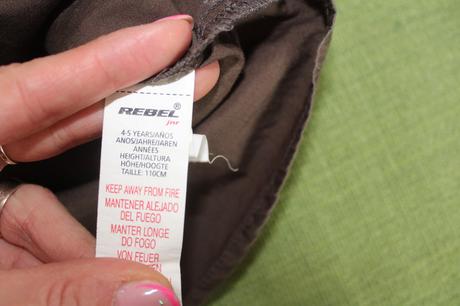 REBEL®
jnr
4-5 YEARS/AÑOS
ANOS/JAHRE/JAREN
ANNÉES
HEIGHT/ALTURA
HÖHE/HOOGTE
TAILLE: 110CM
KEEP AWAY FROM FIRE
MANTENER ALEJADO
DEL FUEGO
MANTER LONGE
DO FOGO
VON FEUER